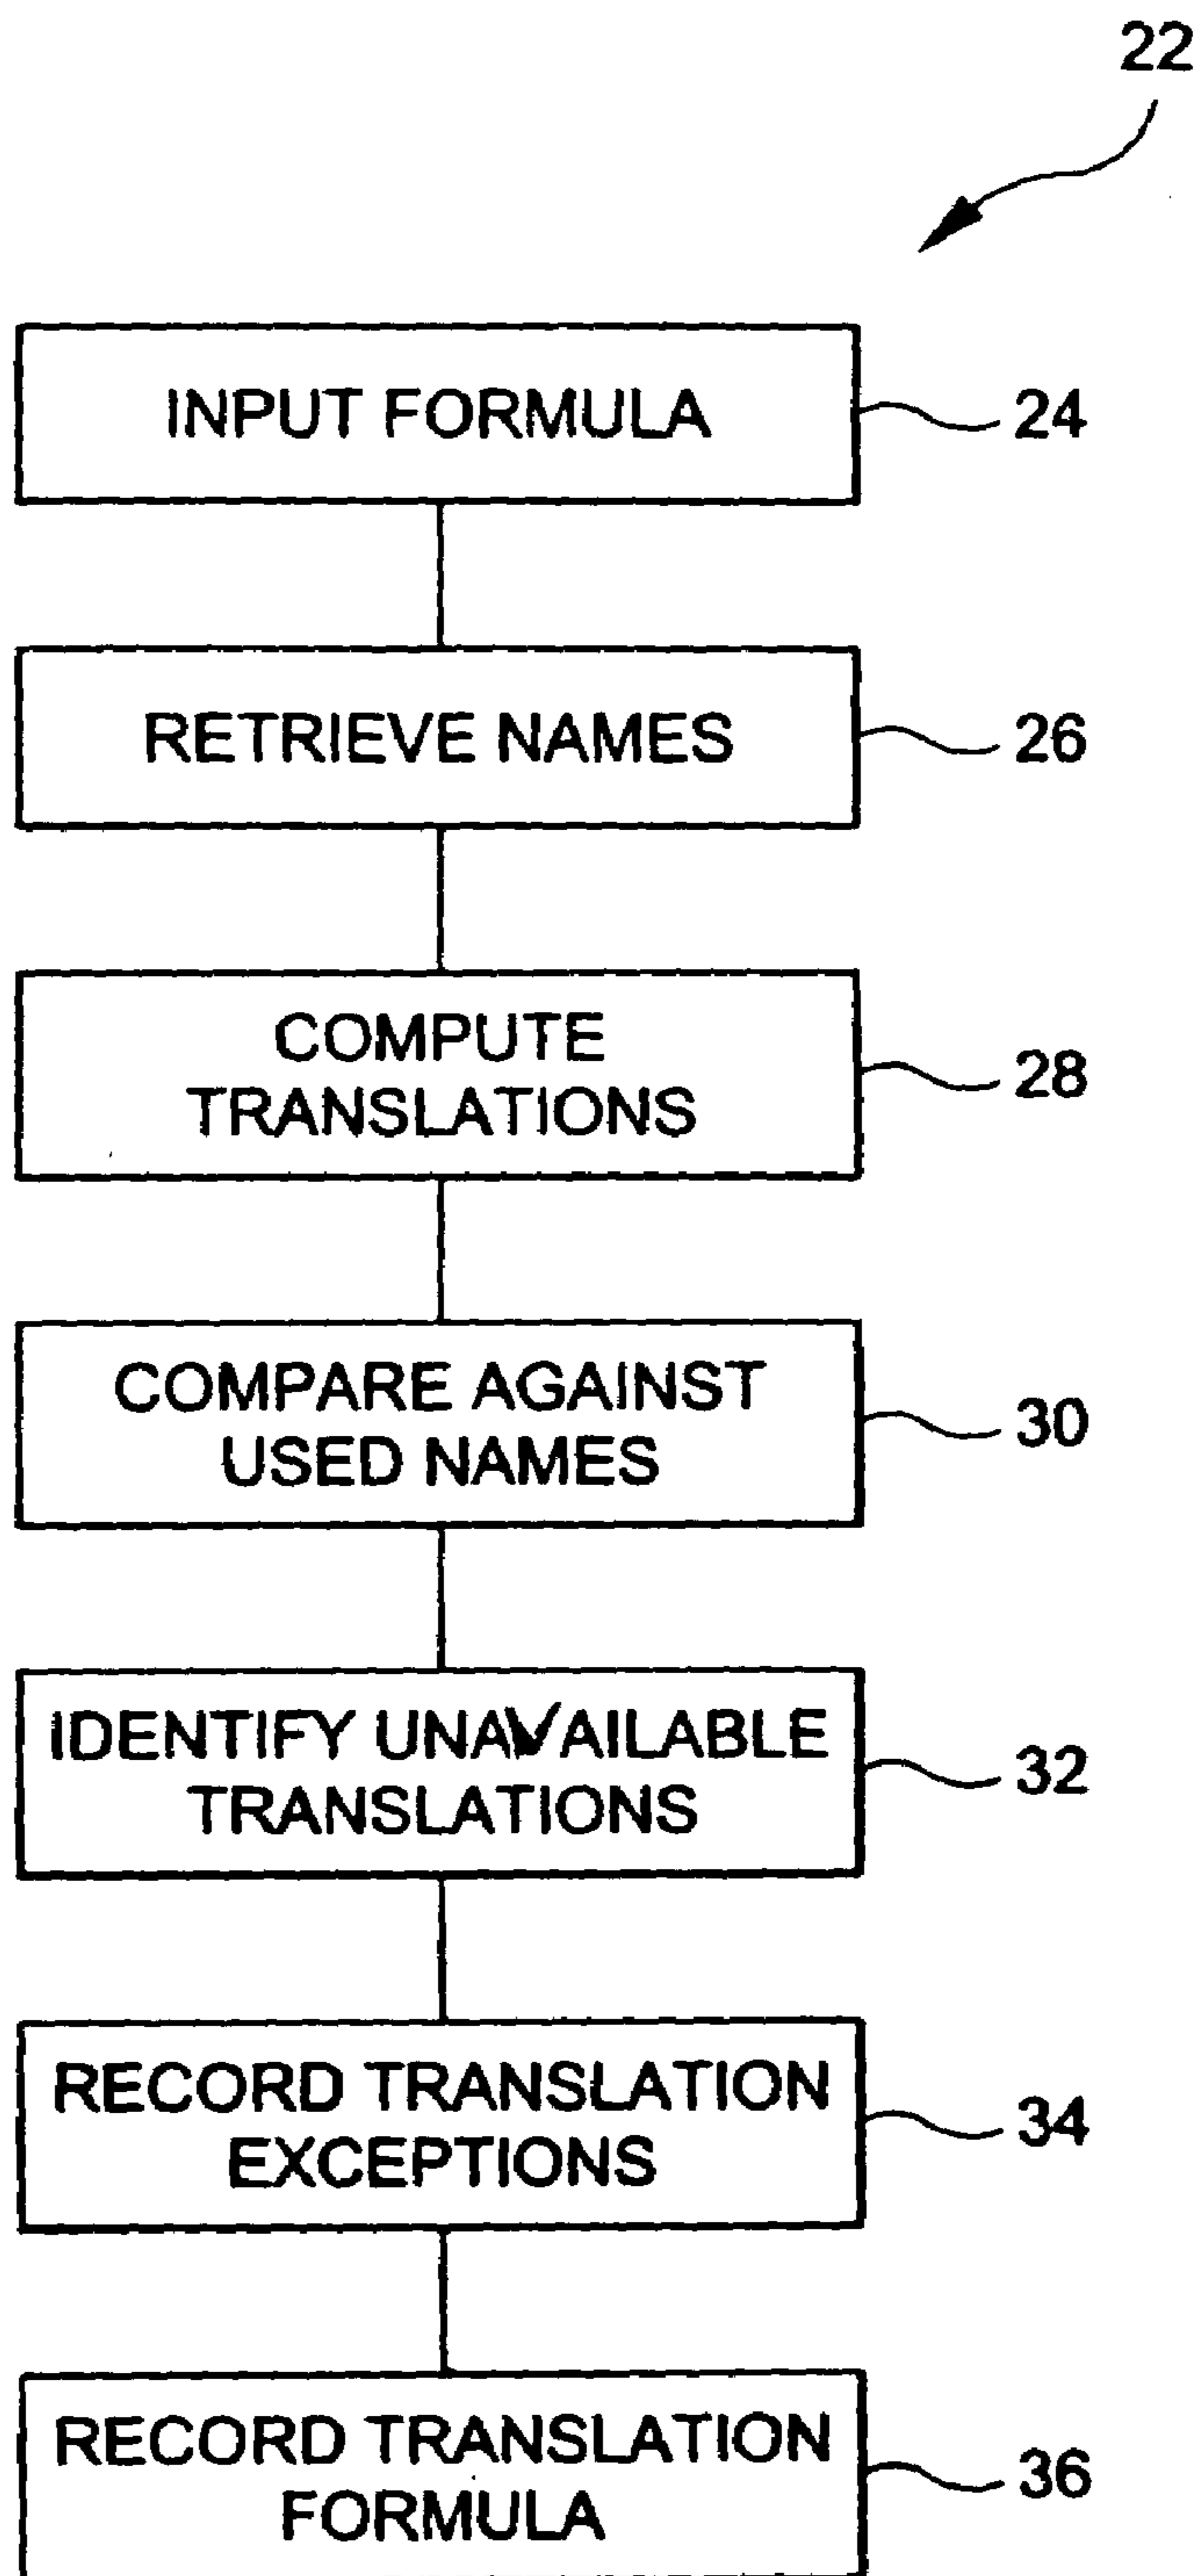 22
INPUT FORMULA
24
RETRIEVE NAMES
26
COMPUTE
TRANSLATIONS
28
COMPARE AGAINST
USED NAMES
30
IDENTIFY UNAVAILABLE
TRANSLATIONS
32
RECORD TRANSLATION
EXCEPTIONS
34
RECORD TRANSLATION
FORMULA
36